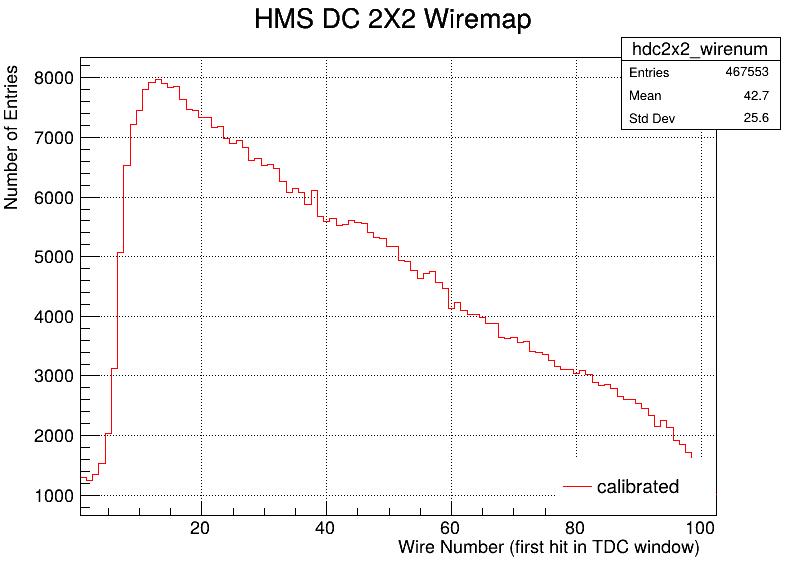 HMS DC 2X2 Wiremap
hdc2x2_wirenum
Entries 467553
Mean 42.7
Std Dev 25.6
Number of Entries
8000
7000
6000
5000
4000
3000
2000
1000
calibrated
20 40 60 80 100
Wire Number (first hit in TDC window)